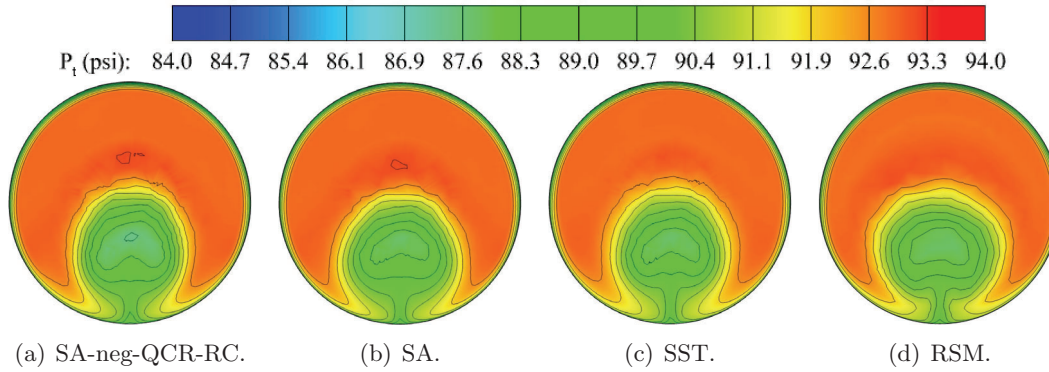 P_t (psi): 84.0 84.7 85.4 86.1 86.9 87.6 88.3 89.0 89.7 90.4 91.1 91.9 92.6 93.3 94.0
(a) SA-neg-QCR-RC. (b) SA. (c) SST. (d) RSM.